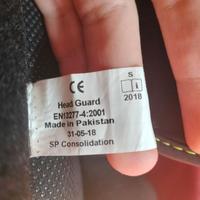 CE
S
i
2018
Head Guard
EN13277-4:2001
Made in Pakistan
31-05-18
SP Consolidation